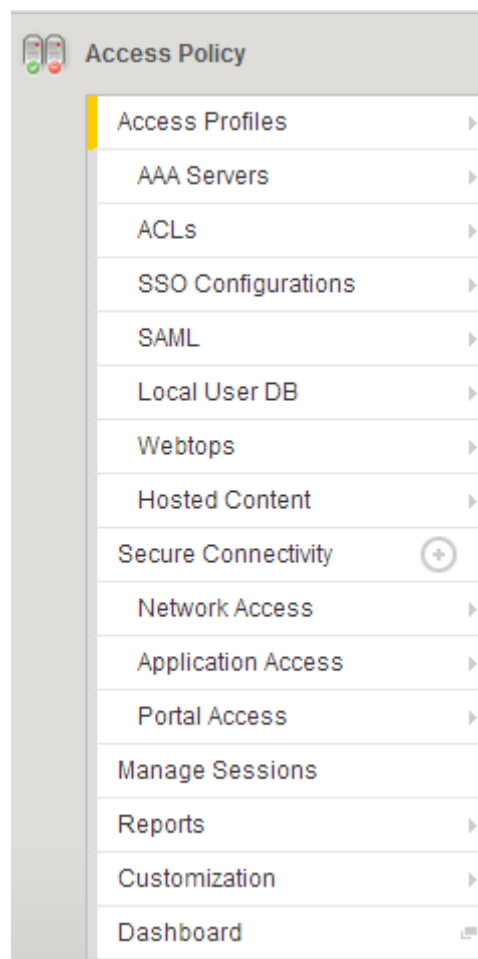 Access Policy
Access Profiles
AAA Servers
ACLs
SSO Configurations
SAML
Local User DB
Webtops
Hosted Content
Secure Connectivity
Network Access
Application Access
Portal Access
Manage Sessions
Reports
Customization
Dashboard